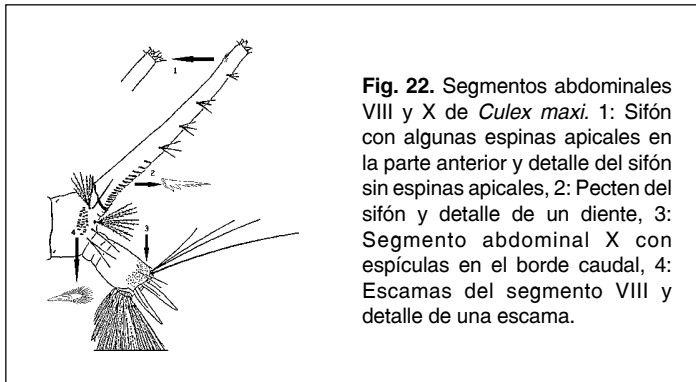 Fig. 22. Segmentos abdominales
VIII y X de Culex maxi. 1: Sifón
con algunas espinas apicales en
la parte anterior y detalle del sifón
sin espinas apicales, 2: Pecten del
sifón y detalle de un diente, 3:
Segmento abdominal X con
espículas en el borde caudal, 4:
Escamas del segmento VIII y
detalle de una escama.
1
2
3
4